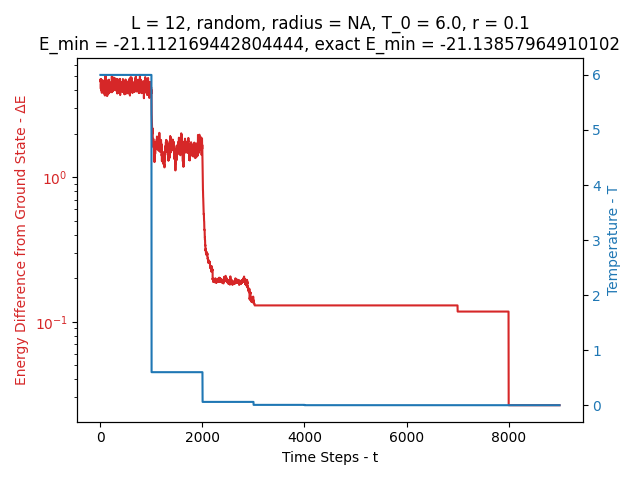 L = 12, random, radius = NA, T_0 = 6.0, r = 0.1
E_min = -21.112169442804444, exact E_min = -21.13857964910102
Energy Difference from Ground State - ΔE
10⁰
10⁻¹
0
2000
4000
6000
8000
Time Steps - t
6
5
4
3
2
1
0
Temperature - T